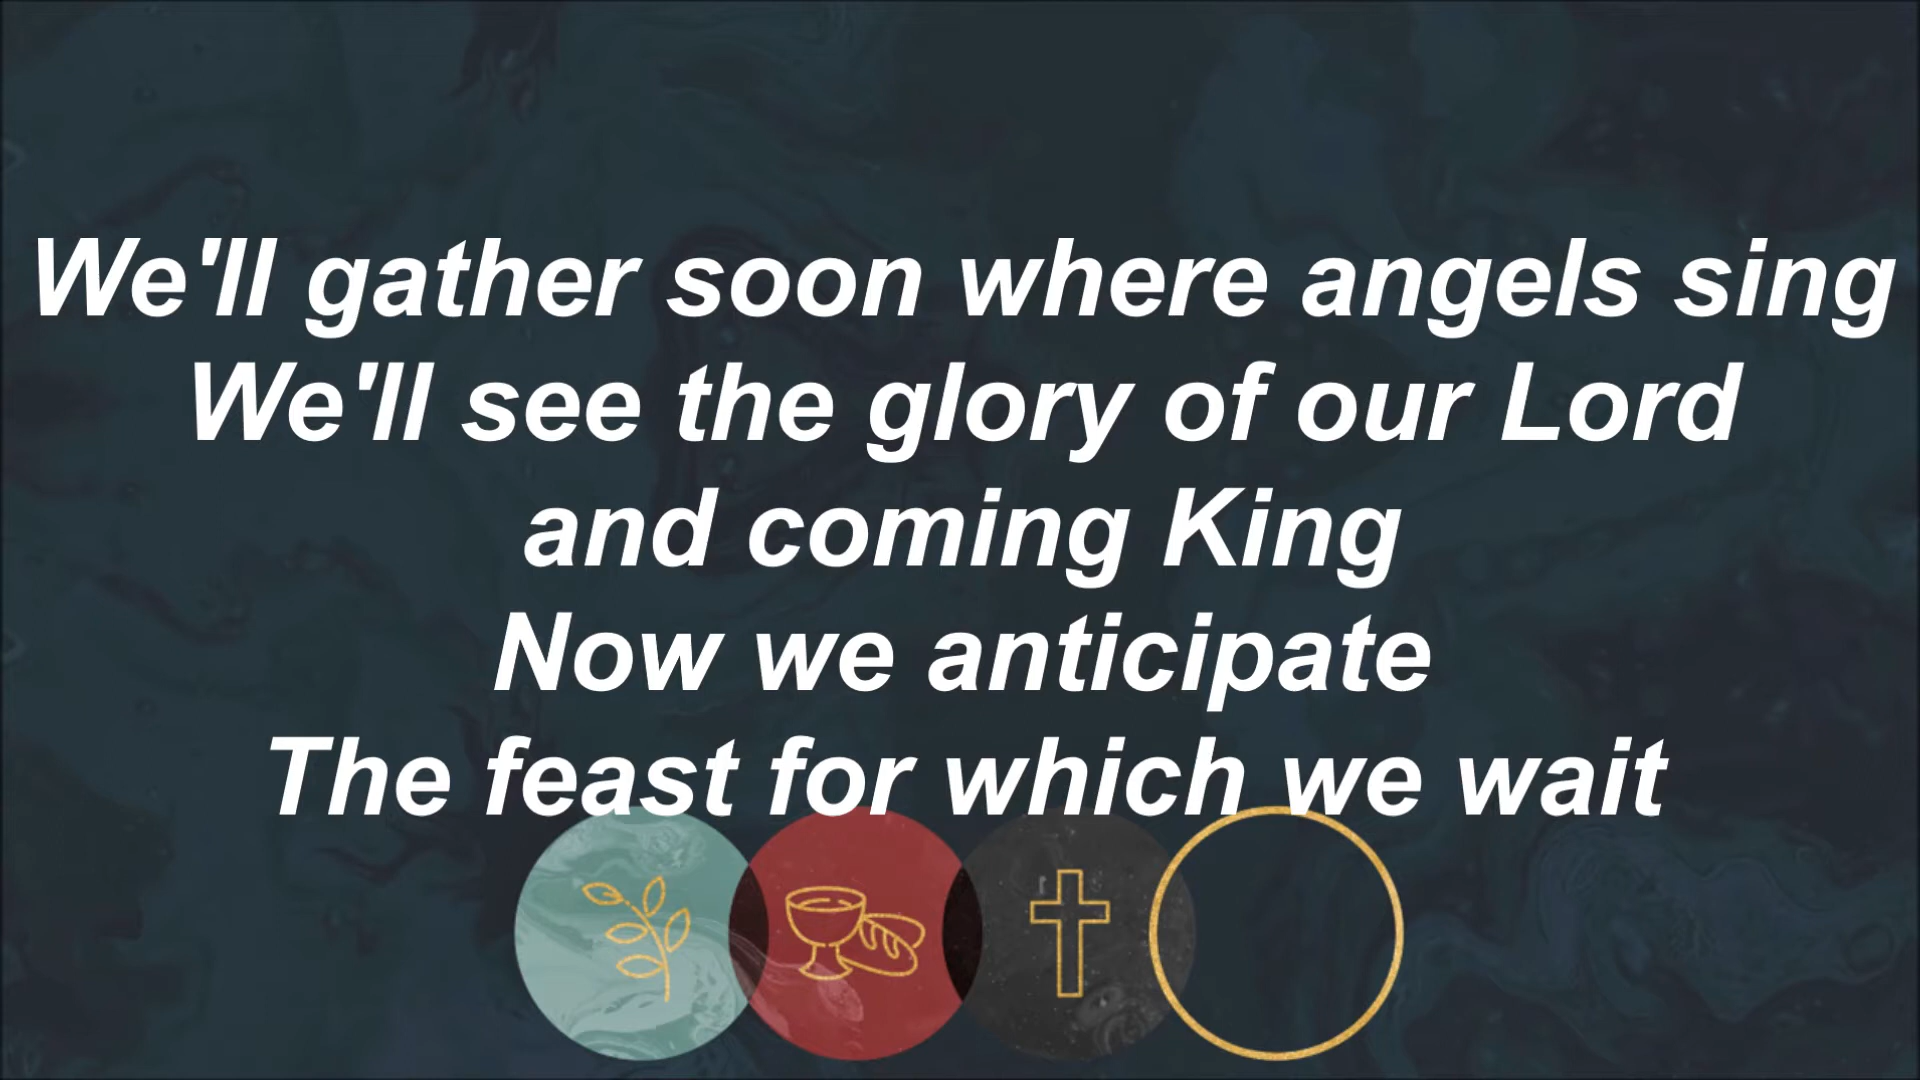 We'll gather soon where angels sing
We'll see the glory of our Lord
and coming King
Now we anticipate
The feast for which we wait